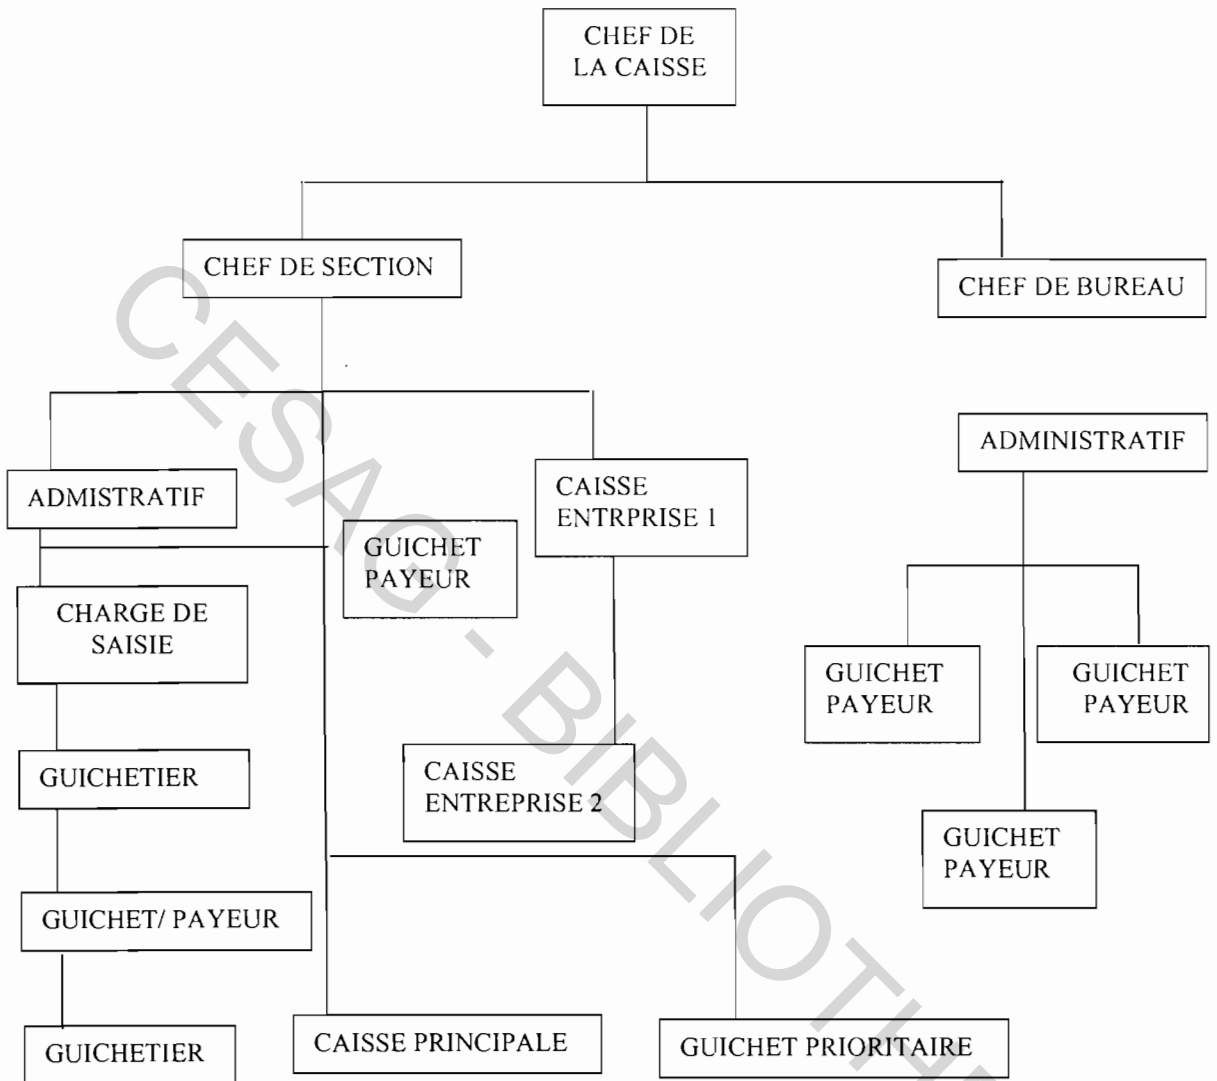 CHEF DE
LA CAISSE
CHEF DE SECTION
CHEF DE BUREAU
ADMINISTRATIF
ADMISTRATIF
CAISSE
ENTRPRISE 1
GUICHET
PAYEUR
CHARGE DE
SAISIE
GUICHET
PAYEUR
GUICHET
PAYEUR
GUICHETIER
CAISSE
ENTREPRISE 2
GUICHET
PAYEUR
GUICHET/ PAYEUR
CAISSE PRINCIPALE
GUICHET PRIORITAIRE
GUICHETIER
CESAG - BIBLIOTHE